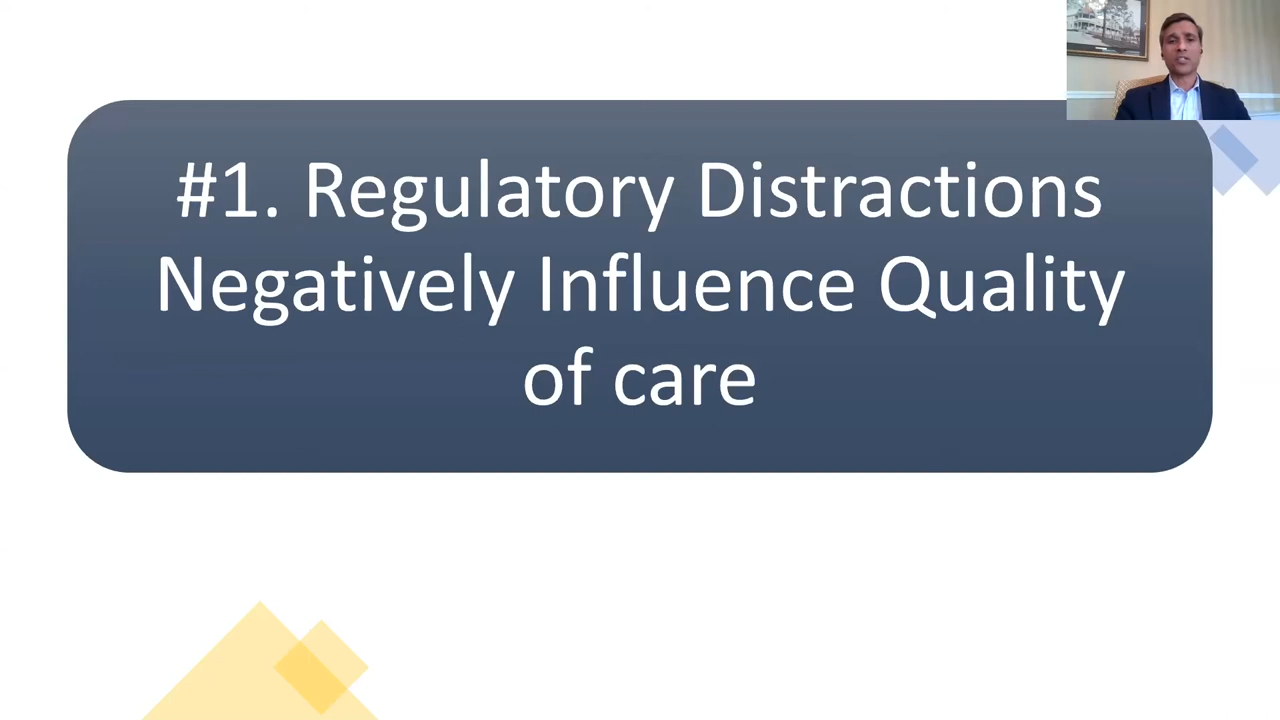 #1. Regulatory Distractions
Negatively Influence Quality
of care